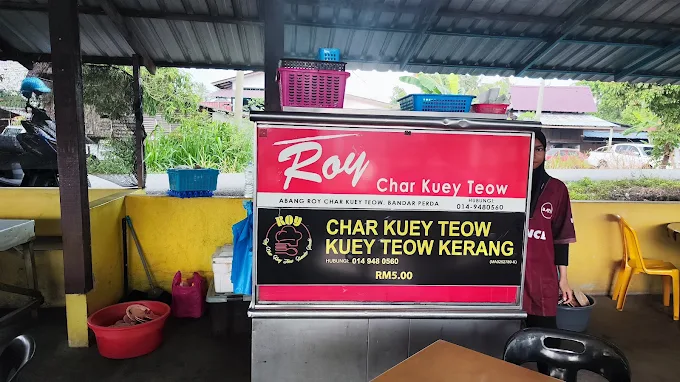 Roy
Char Kuey Teow
ABANG ROY CHAR KUEY TEOW, BANDAR PERDA
HUBUNGI:
014-9480560
ROY
CHAR KUEY TEOW
KUEY TEOW KERANG
HUBUNGI: 014 948 0560
RM5.00